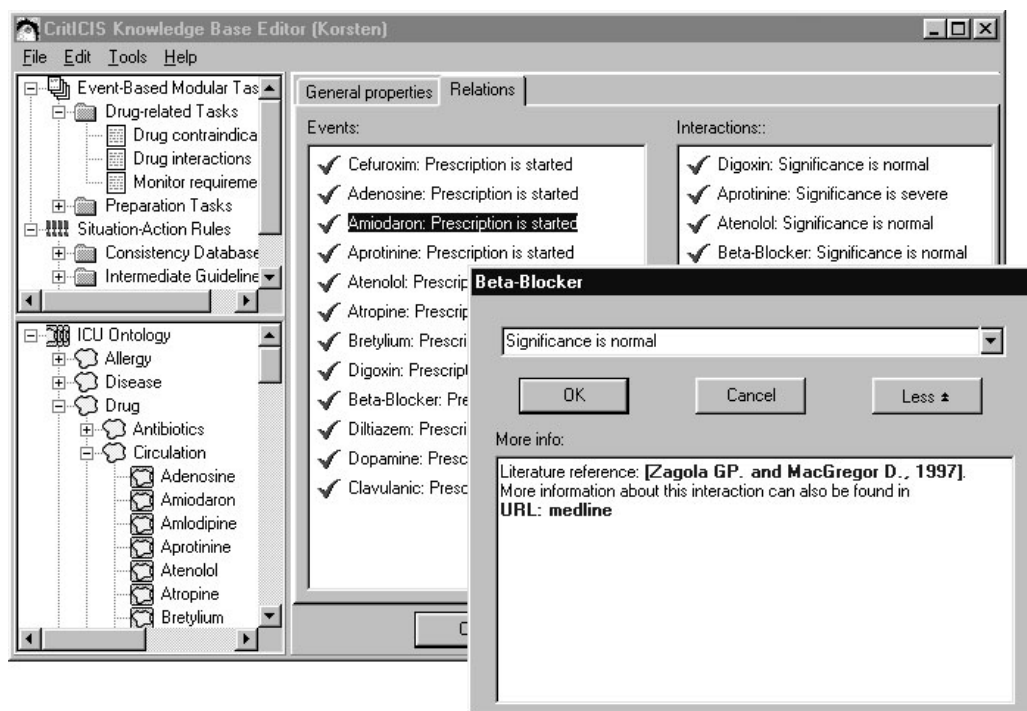 CritICIS Knowledge Base Editor (Korsten)
File Edit Tools Help
Event-Based Modular Tas
Drug-related Tasks
Drug contraindica
Drug interactions
Monitor requireme
Preparation Tasks
Situation-Action Rules
Consistency Database
Intermediate Guideline
ICU Ontology
Allergy
Disease
Drug
Antibiotics
Circulation
Adenosine
Amiodaron
Amlodipine
Aprotinine
Atenolol
Atropine
Bretylium
General properties Relations
Events:
Cefuroxim: Prescription is started
Adenosine: Prescription is started
Amiodaron: Prescription is started
Aprotinine: Prescription is started
Atenolol: Prescrip
Atropine: Prescrip
Bretylium: Prescri
Digoxin: Prescript
Beta-Blocker: Pre
Diltiazem: Prescri
Dopamine: Presc
Clavulanic: Presc
Interactions::
Digoxin: Significance is normal
Aprotinine: Significance is severe
Atenolol: Significance is normal
Beta-Blocker: Significance is normal
Beta-Blocker
Significance is normal
OK Cancel Less
More info:
Literature reference: [Zagola GP. and MacGregor D., 1997].
More information about this interaction can also be found in
URL: medline